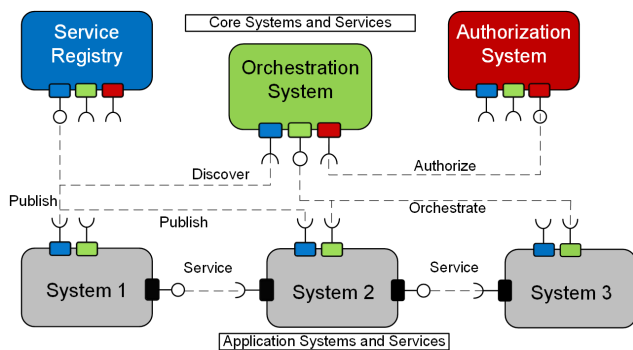 Core Systems and Services
Service
Registry
Orchestration
System
Authorization
System
Discover
Authorize
Publish
Publish
Orchestrate
Service
Service
System 1
System 2
System 3
Application Systems and Services